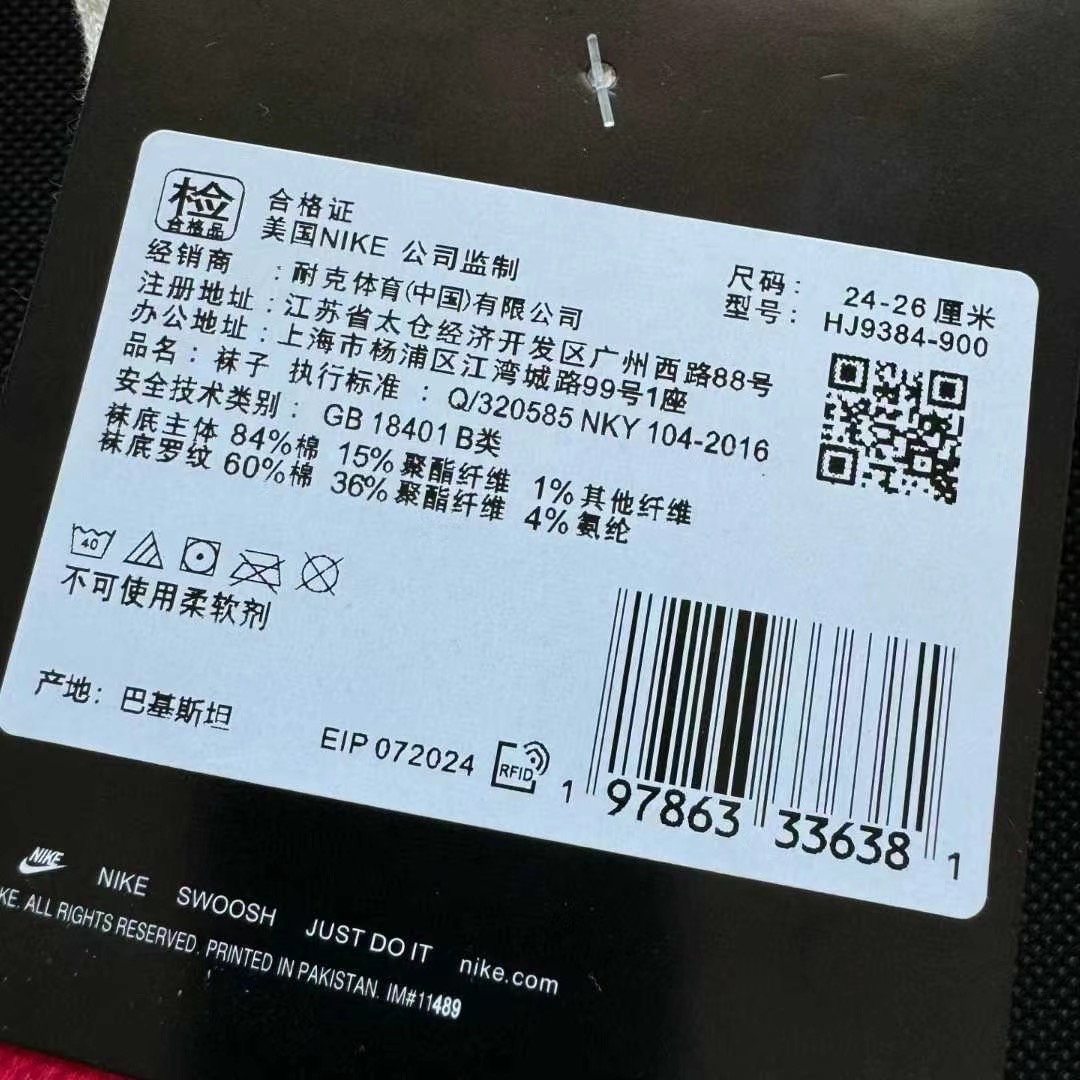 检
合格品
合格证
美国NIKE 公司监制
经销商 : 耐克体育(中国)有限公司
注册地址 : 江苏省太仓经济开发区广州西路88号
办公地址 : 上海市杨浦区江湾城路99号1座
品名: 袜子 执行标准 : Q/320585 NKY 104-2016
安全技术类别: GB 18401 B类
袜底主体 84%棉 15%聚酯纤维 1%其他纤维
袜底罗纹 60%棉 36%聚酯纤维 4%氨纶
尺码: 24-26 厘米
型号: HJ9384-900
40
不可使用柔软剂
产地: 巴基斯坦
EIP 072024
RFID
1 97863 33638 1
NIKE
NIKE SWOOSH JUST DO IT nike.com
KE. ALL RIGHTS RESERVED. PRINTED IN PAKISTAN. IM#11489